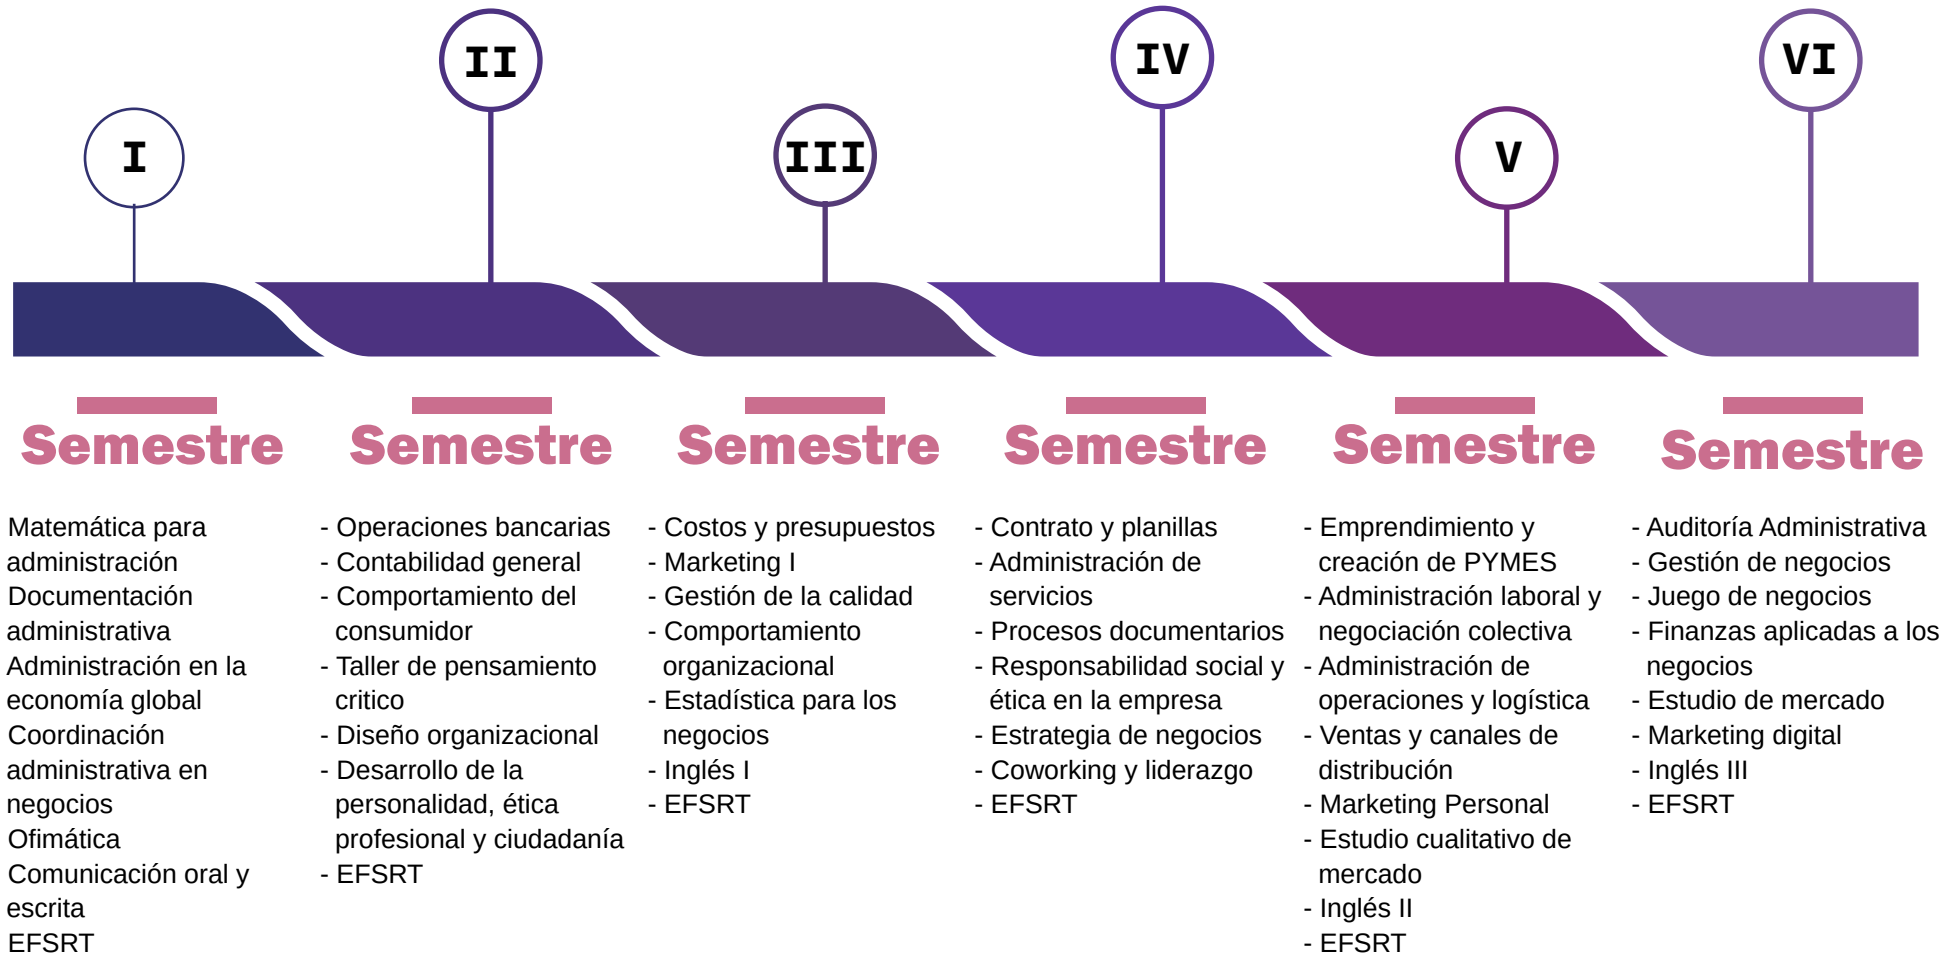 I
II
III
IV
V
VI
Semestre
Matemática para
administración
Documentación
administrativa
Administración en la
economía global
Coordinación
administrativa en
negocios
Ofimática
Comunicación oral y
escrita
EFSRT
Semestre
- Operaciones bancarias
- Contabilidad general
- Comportamiento del
consumidor
- Taller de pensamiento
critico
- Diseño organizacional
- Desarrollo de la
personalidad, ética
profesional y ciudadanía
- EFSRT
Semestre
- Costos y presupuestos
- Marketing I
- Gestión de la calidad
- Comportamiento
organizacional
- Estadística para los
negocios
- Inglés I
- EFSRT
Semestre
- Contrato y planillas
- Administración de
servicios
- Procesos documentarios
- Responsabilidad social y
ética en la empresa
- Estrategia de negocios
- Coworking y liderazgo
- EFSRT
Semestre
- Emprendimiento y
creación de PYMES
- Administración laboral y
negociación colectiva
- Administración de
operaciones y logística
- Ventas y canales de
distribución
- Marketing Personal
- Estudio cualitativo de
mercado
- Inglés II
- EFSRT
Semestre
- Auditoría Administrativa
- Gestión de negocios
- Juego de negocios
- Finanzas aplicadas a los
negocios
- Estudio de mercado
- Marketing digital
- Inglés III
- EFSRT